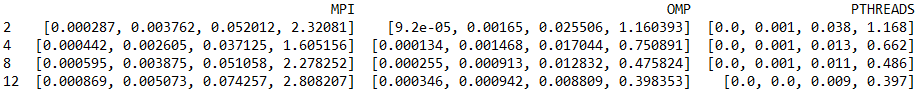 MPI OMP PTHREADS
2 [0.000287, 0.003762, 0.052012, 2.32081] [9.2e-05, 0.00165, 0.025506, 1.160393] [0.0, 0.001, 0.038, 1.168]
4 [0.000442, 0.002605, 0.037125, 1.605156] [0.000134, 0.001468, 0.017044, 0.750891] [0.0, 0.001, 0.013, 0.662]
8 [0.000595, 0.003875, 0.051058, 2.278252] [0.000255, 0.000913, 0.012832, 0.475824] [0.0, 0.001, 0.011, 0.486]
12 [0.000869, 0.005073, 0.074257, 2.808207] [0.000346, 0.000942, 0.008809, 0.398353] [0.0, 0.0, 0.009, 0.397]